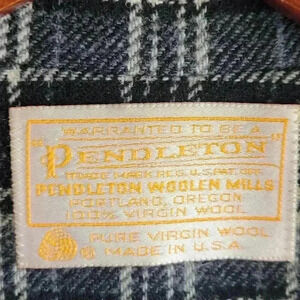 WARRANTED TO BE A
"PENDLETON"
TRADE MARK REG. U.S. PAT. OFF.
PENDLETON WOOLEN MILLS
PORTLAND, OREGON
100% VIRGIN WOOL
PURE VIRGIN WOOL
MADE IN U.S.A.